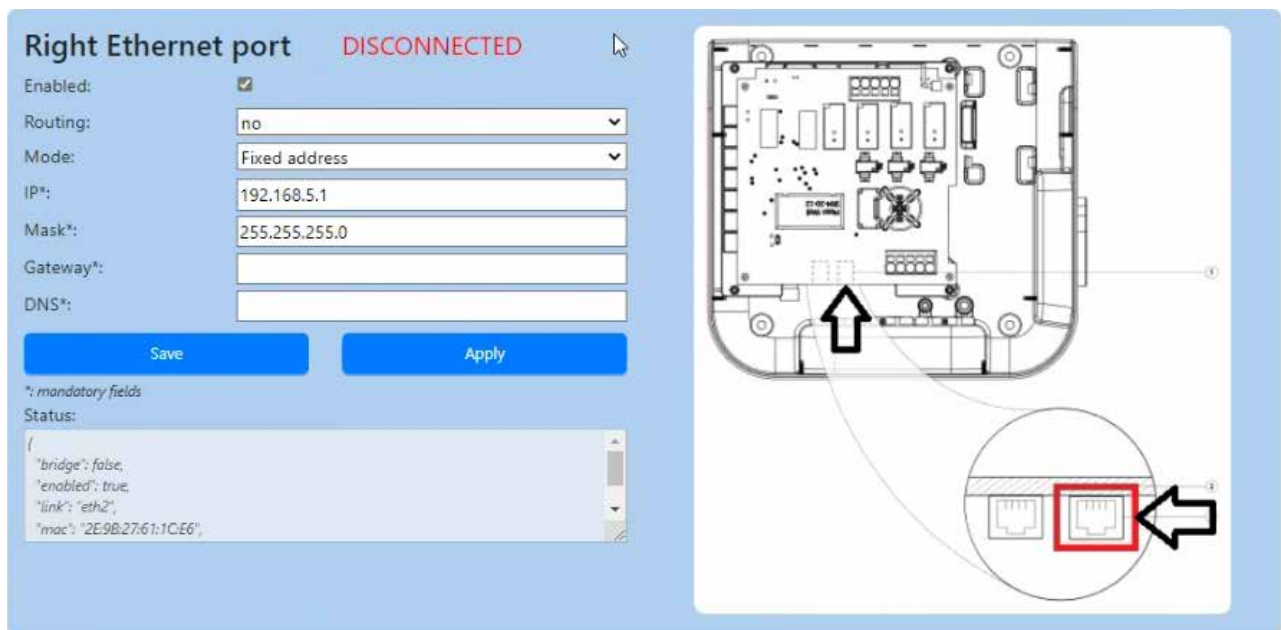 Right Ethernet port DISCONNECTED
Enabled:
Routing: no
Mode: Fixed address
IP*: 192.168.5.1
Mask*: 255.255.255.0
Gateway*:
DNS*:
Save Apply
*: mandatory fields
Status:
{
"bridge": false,
"enabled": true,
"link": "eth2",
"mac": "2E:9B:27:61:1C:E6",
1